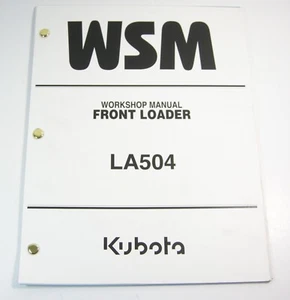 WSM
WORKSHOP MANUAL
FRONT LOADER
LA504
Kubota